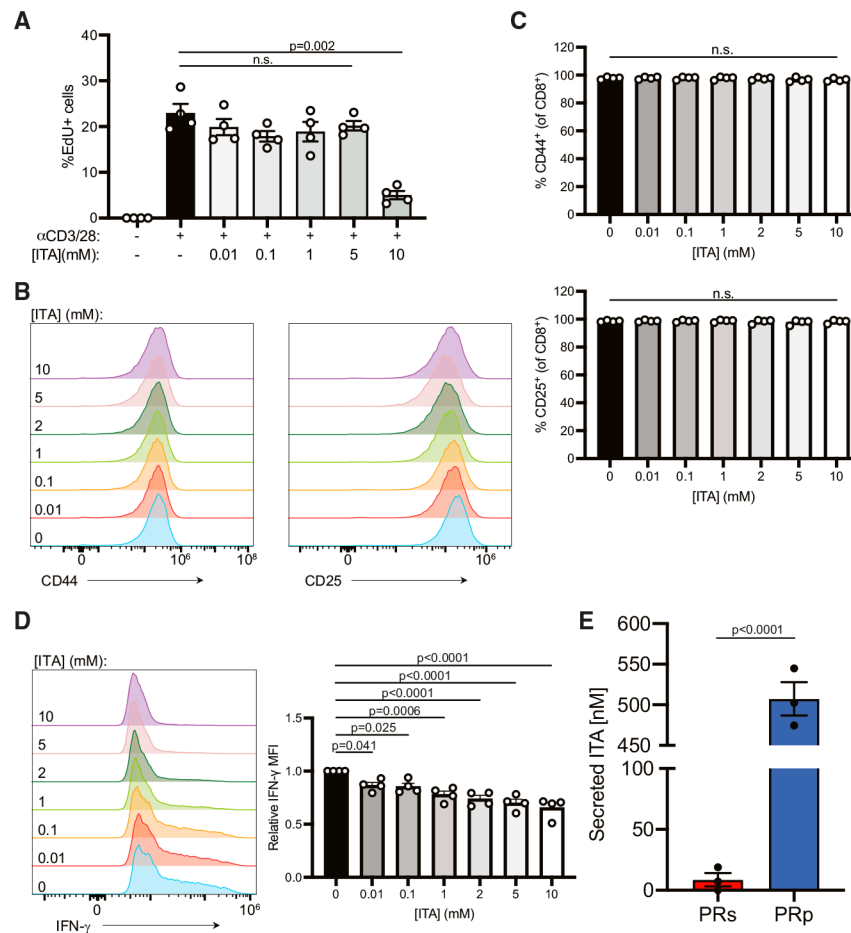 A
p=0.002
n.s.
%EdU+ cells
40
30
20
10
0
αCD3/28: - + + + + + +
[ITA](mM): - - 0.01 0.1 1 5 10
B
[ITA] (mM):
10
5
2
1
0.1
0.01
0
0 10^6 10^8
CD44
0 10^6
CD25
C
n.s.
% CD44+ (of CD8+)
120
100
80
60
40
20
0
0 0.01 0.1 1 2 5 10
[ITA] (mM)
n.s.
% CD25+ (of CD8+)
120
100
80
60
40
20
0
0 0.01 0.1 1 2 5 10
[ITA] (mM)
D
[ITA] (mM):
10
5
2
1
0.1
0.01
0
0 10^6
IFN-γ
p<0.0001
p<0.0001
p<0.0001
p=0.0006
p=0.025
p=0.041
Relative IFN-γ MFI
1.5
1.0
0.5
0.0
0 0.01 0.1 1 2 5 10
[ITA] (mM)
E
p<0.0001
Secreted ITA [nM]
600
550
500
450
100
50
0
PRs PRp